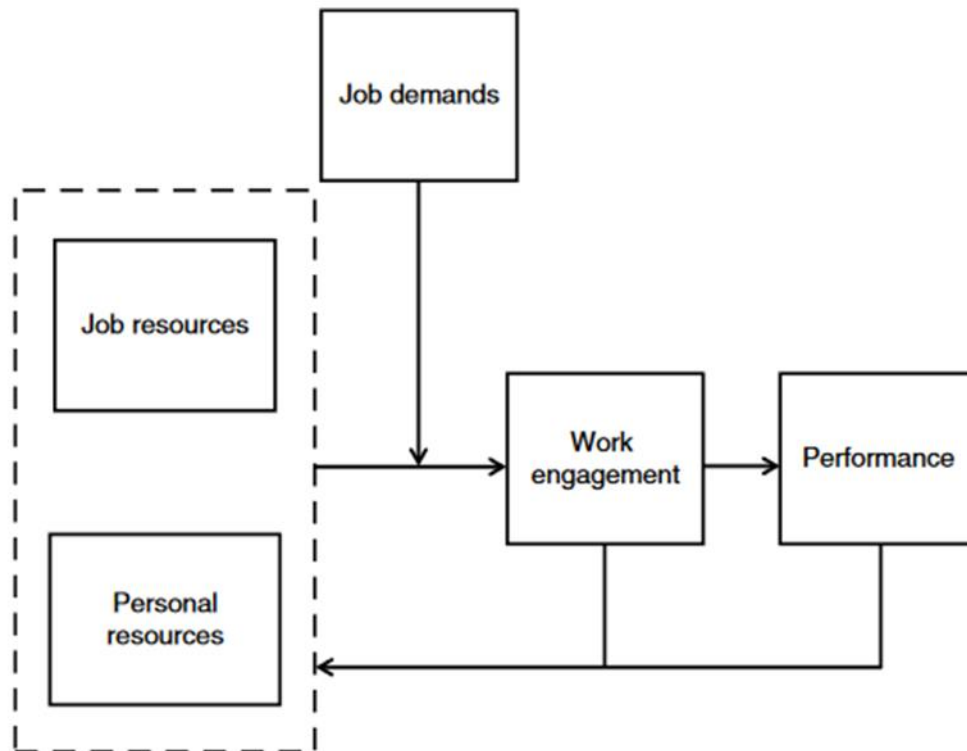 Job demands
Job resources
Work
engagement
Performance
Personal
resources